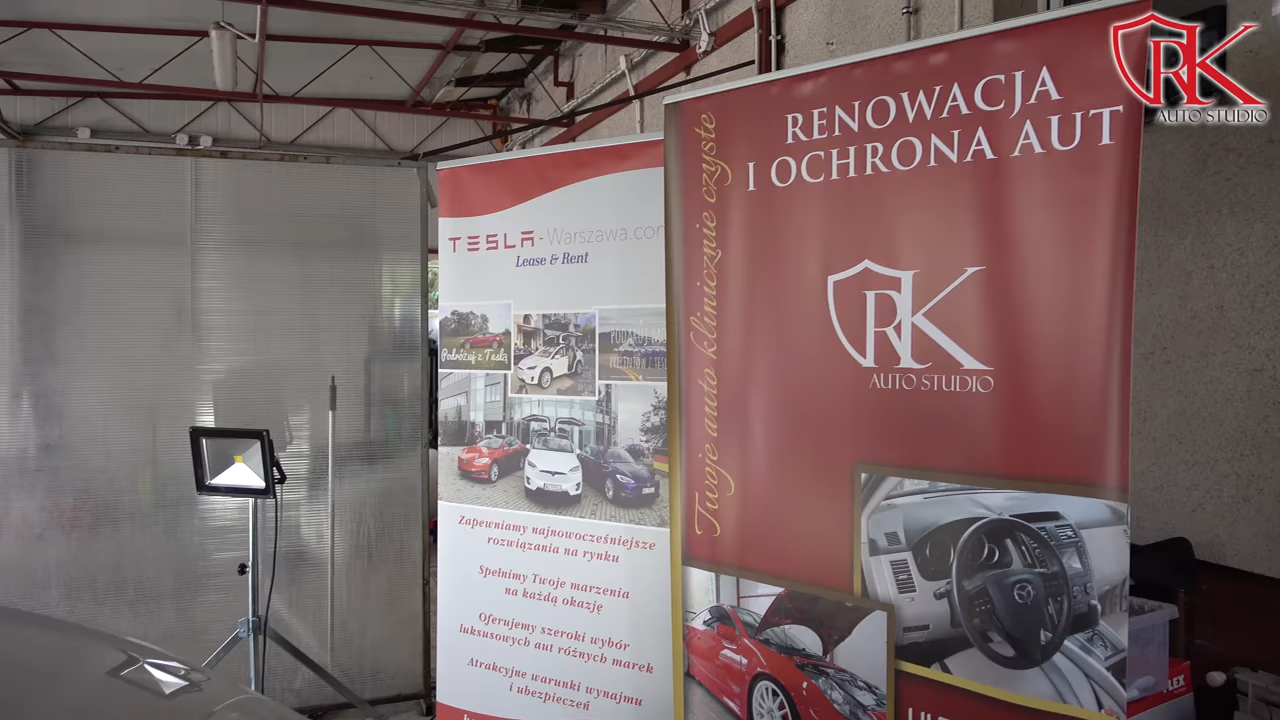 RK
AUTO STUDIO
RENOWACJA
I OCHRONA AUT
Twoje auto klinicznie czyste
RK
AUTO STUDIO
TESLA-Warszawa.com
Lease & Rent
Podróżuj z Teslą
PODARUJ
Zapewniamy najnowocześniejsze
rozwiązania na rynku
Spełnimy Twoje marzenia
na każdą okazję
Oferujemy szeroki wybór
luksusowych aut różnych marek
Atrakcyjne warunki wynajmu
i ubezpieczeń
FLEX